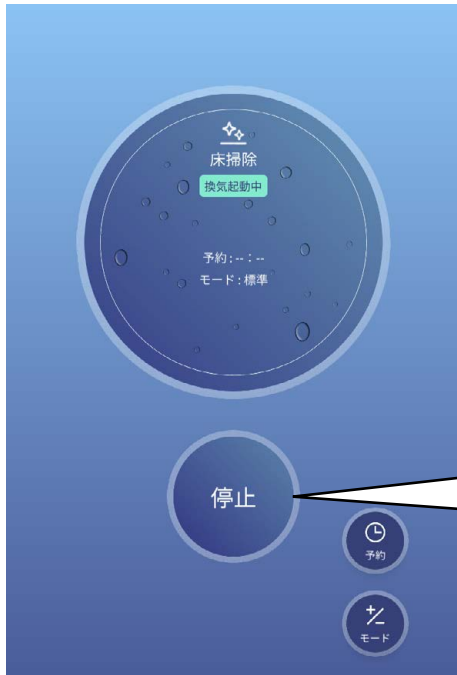 床掃除
換気起動中
予約：--：--
モード：標準
停止
予約
モード